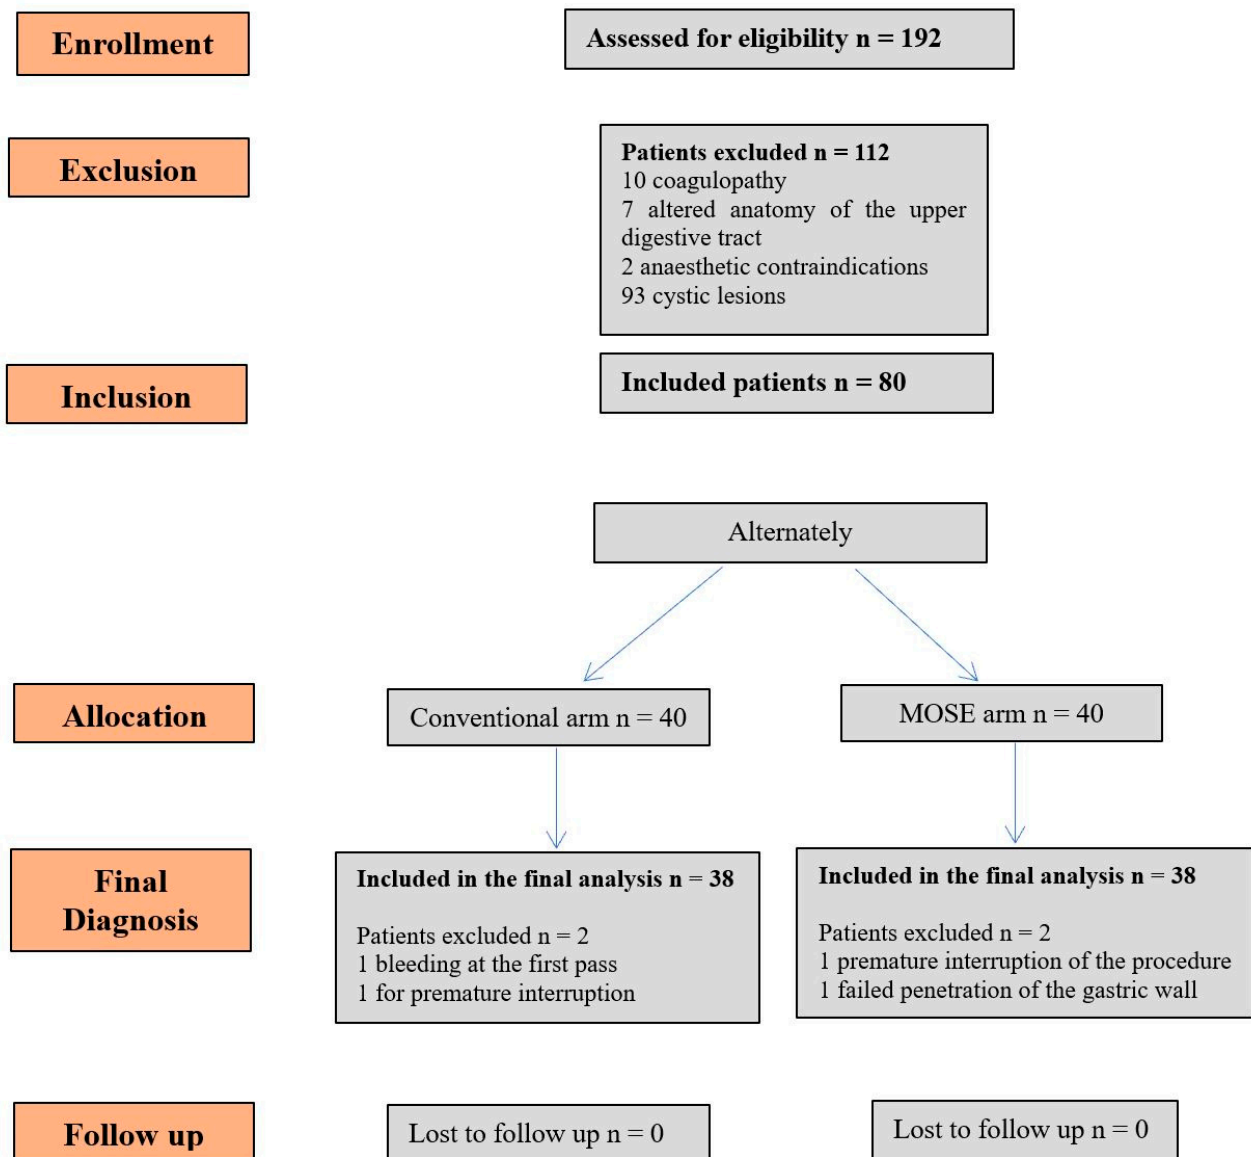 Enrollment
Assessed for eligibility n = 192
Exclusion
Patients excluded n = 112
10 coagulopathy
7 altered anatomy of the upper
digestive tract
2 anaesthetic contraindications
93 cystic lesions
Inclusion
Included patients n = 80
Alternately
Allocation
Conventional arm n = 40
MOSE arm n = 40
Final
Diagnosis
Included in the final analysis n = 38
Patients excluded n = 2
1 bleeding at the first pass
1 for premature interruption
Included in the final analysis n = 38
Patients excluded n = 2
1 premature interruption of the procedure
1 failed penetration of the gastric wall
Follow up
Lost to follow up n = 0
Lost to follow up n = 0